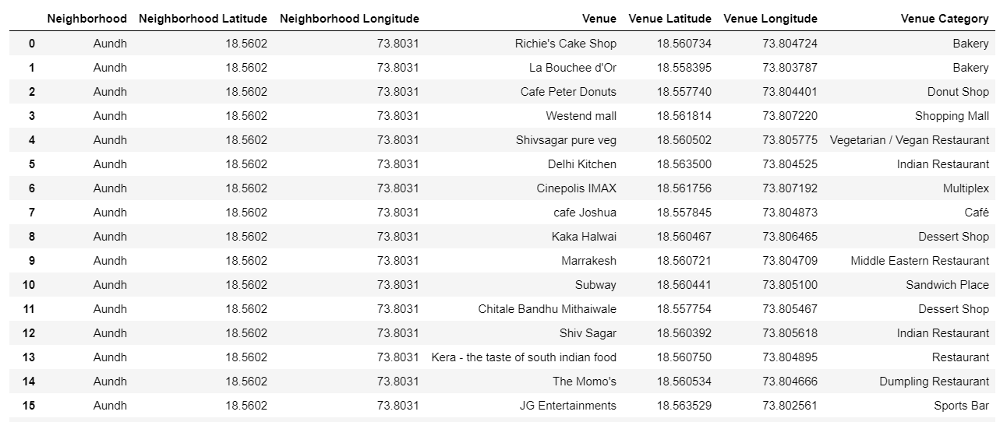 Neighborhood Neighborhood Latitude Neighborhood Longitude Venue Venue Latitude Venue Longitude Venue Category
0 Aundh 18.5602 73.8031 Richie's Cake Shop 18.560734 73.804724 Bakery
1 Aundh 18.5602 73.8031 La Bouchee d'Or 18.558395 73.803787 Bakery
2 Aundh 18.5602 73.8031 Cafe Peter Donuts 18.557740 73.804401 Donut Shop
3 Aundh 18.5602 73.8031 Westend mall 18.561814 73.807220 Shopping Mall
4 Aundh 18.5602 73.8031 Shivsagar pure veg 18.560502 73.805775 Vegetarian / Vegan Restaurant
5 Aundh 18.5602 73.8031 Delhi Kitchen 18.563500 73.804525 Indian Restaurant
6 Aundh 18.5602 73.8031 Cinepolis IMAX 18.561756 73.807192 Multiplex
7 Aundh 18.5602 73.8031 cafe Joshua 18.557845 73.804873 Café
8 Aundh 18.5602 73.8031 Kaka Halwai 18.560467 73.806465 Dessert Shop
9 Aundh 18.5602 73.8031 Marrakesh 18.560721 73.804709 Middle Eastern Restaurant
10 Aundh 18.5602 73.8031 Subway 18.560441 73.805100 Sandwich Place
11 Aundh 18.5602 73.8031 Chitale Bandhu Mithaiwale 18.557754 73.805467 Dessert Shop
12 Aundh 18.5602 73.8031 Shiv Sagar 18.560392 73.805618 Indian Restaurant
13 Aundh 18.5602 73.8031 Kera - the taste of south indian food 18.560750 73.804895 Restaurant
14 Aundh 18.5602 73.8031 The Momo's 18.560534 73.804666 Dumpling Restaurant
15 Aundh 18.5602 73.8031 JG Entertainments 18.563529 73.802561 Sports Bar